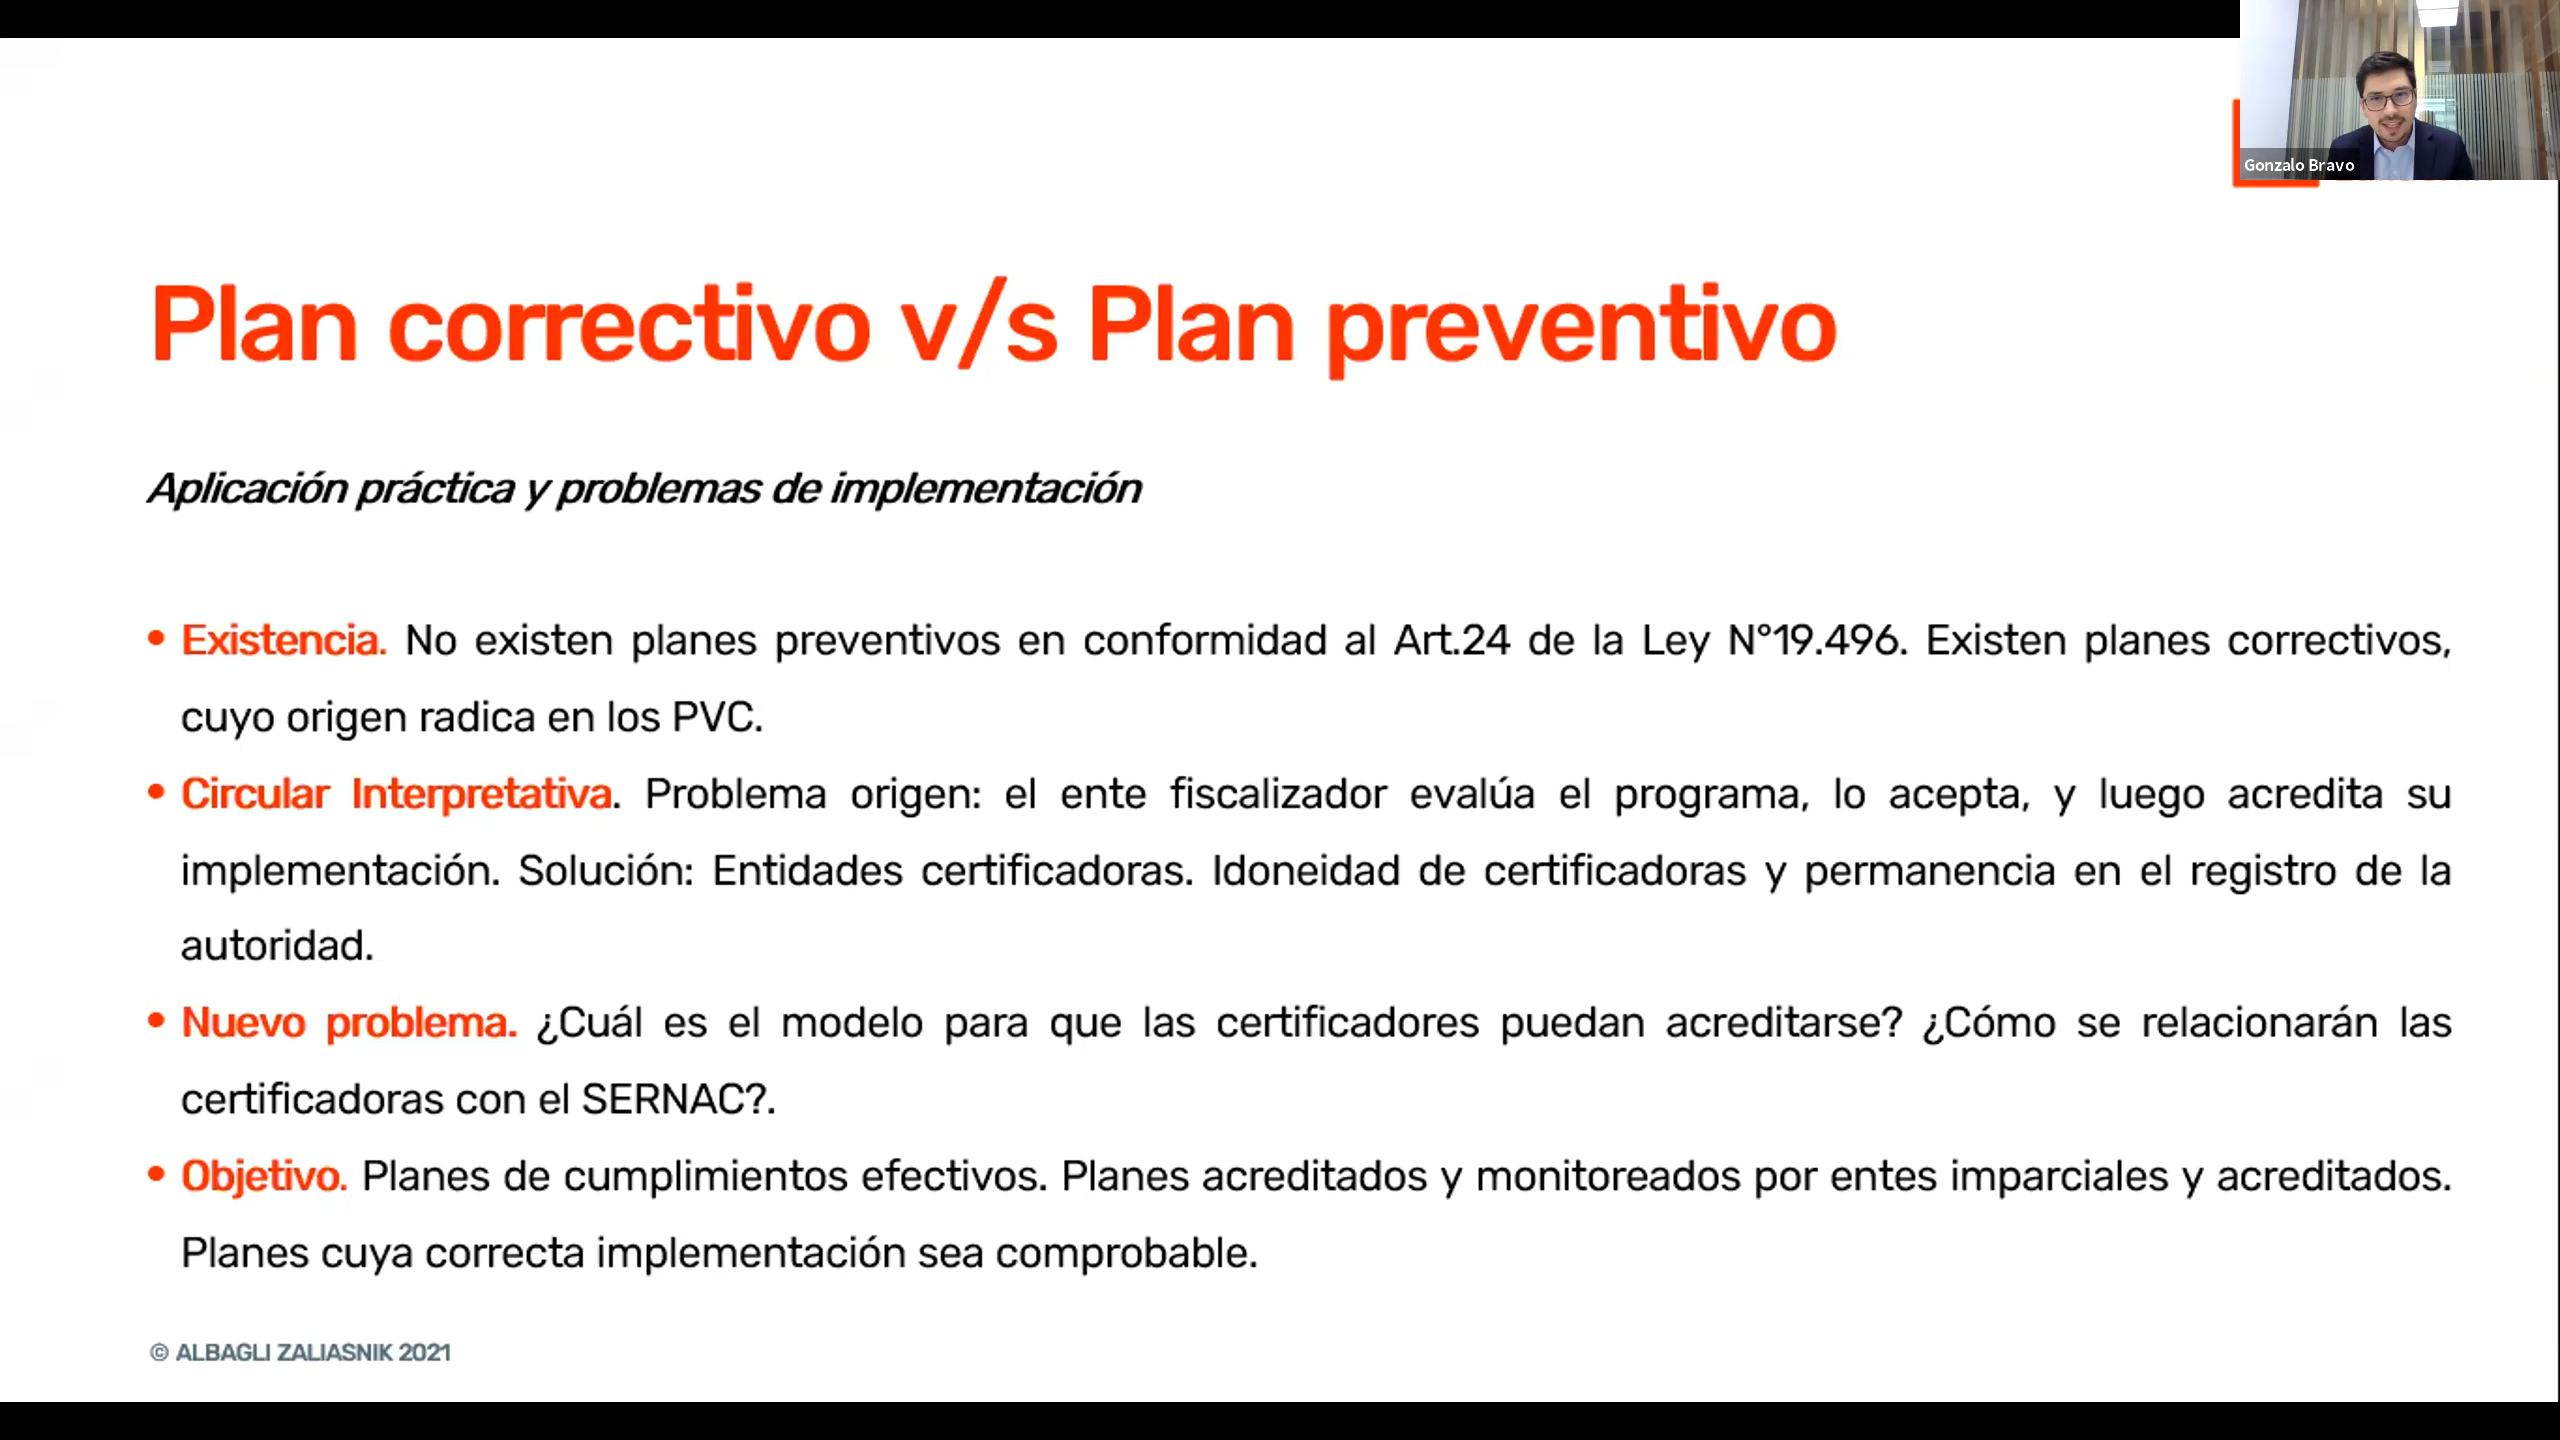 Gonzalo Bravo
Plan correctivo v/s Plan preventivo
Aplicación práctica y problemas de implementación
• Existencia. No existen planes preventivos en conformidad al Art.24 de la Ley N°19.496. Existen planes correctivos,
cuyo origen radica en los PVC.
• Circular Interpretativa. Problema origen: el ente fiscalizador evalúa el programa, lo acepta, y luego acredita su
implementación. Solución: Entidades certificadoras. Idoneidad de certificadoras y permanencia en el registro de la
autoridad.
• Nuevo problema. ¿Cuál es el modelo para que las certificadores puedan acreditarse? ¿Cómo se relacionarán las
certificadoras con el SERNAC?.
• Objetivo. Planes de cumplimientos efectivos. Planes acreditados y monitoreados por entes imparciales y acreditados.
Planes cuya correcta implementación sea comprobable.
© ALBAGLI ZALIASNIK 2021